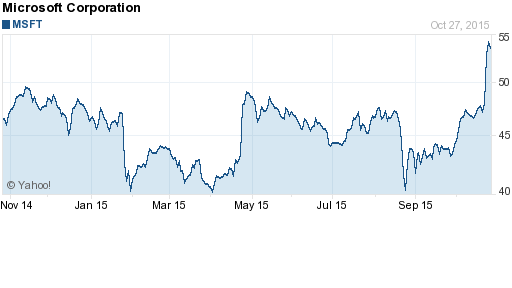 Microsoft Corporation
MSFT
Oct 27, 2015
55
50
45
40
© Yahoo!
Nov 14 Jan 15 Mar 15 May 15 Jul 15 Sep 15